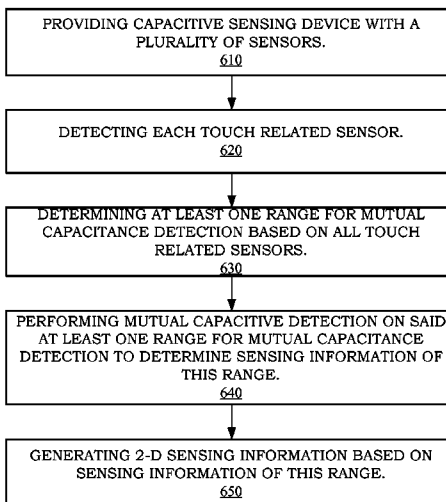 PROVIDING CAPACITIVE SENSING DEVICE WITH A
PLURALITY OF SENSORS.
610
DETECTING EACH TOUCH RELATED SENSOR.
620
DETERMINING AT LEAST ONE RANGE FOR MUTUAL
CAPACITANCE DETECTION BASED ON ALL TOUCH
RELATED SENSORS.
630
PERFORMING MUTUAL CAPACITIVE DETECTION ON SAID
AT LEAST ONE RANGE FOR MUTUAL CAPACITANCE
DETECTION TO DETERMINE SENSING INFORMATION OF
THIS RANGE.
640
GENERATING 2-D SENSING INFORMATION BASED ON
SENSING INFORMATION OF THIS RANGE.
650